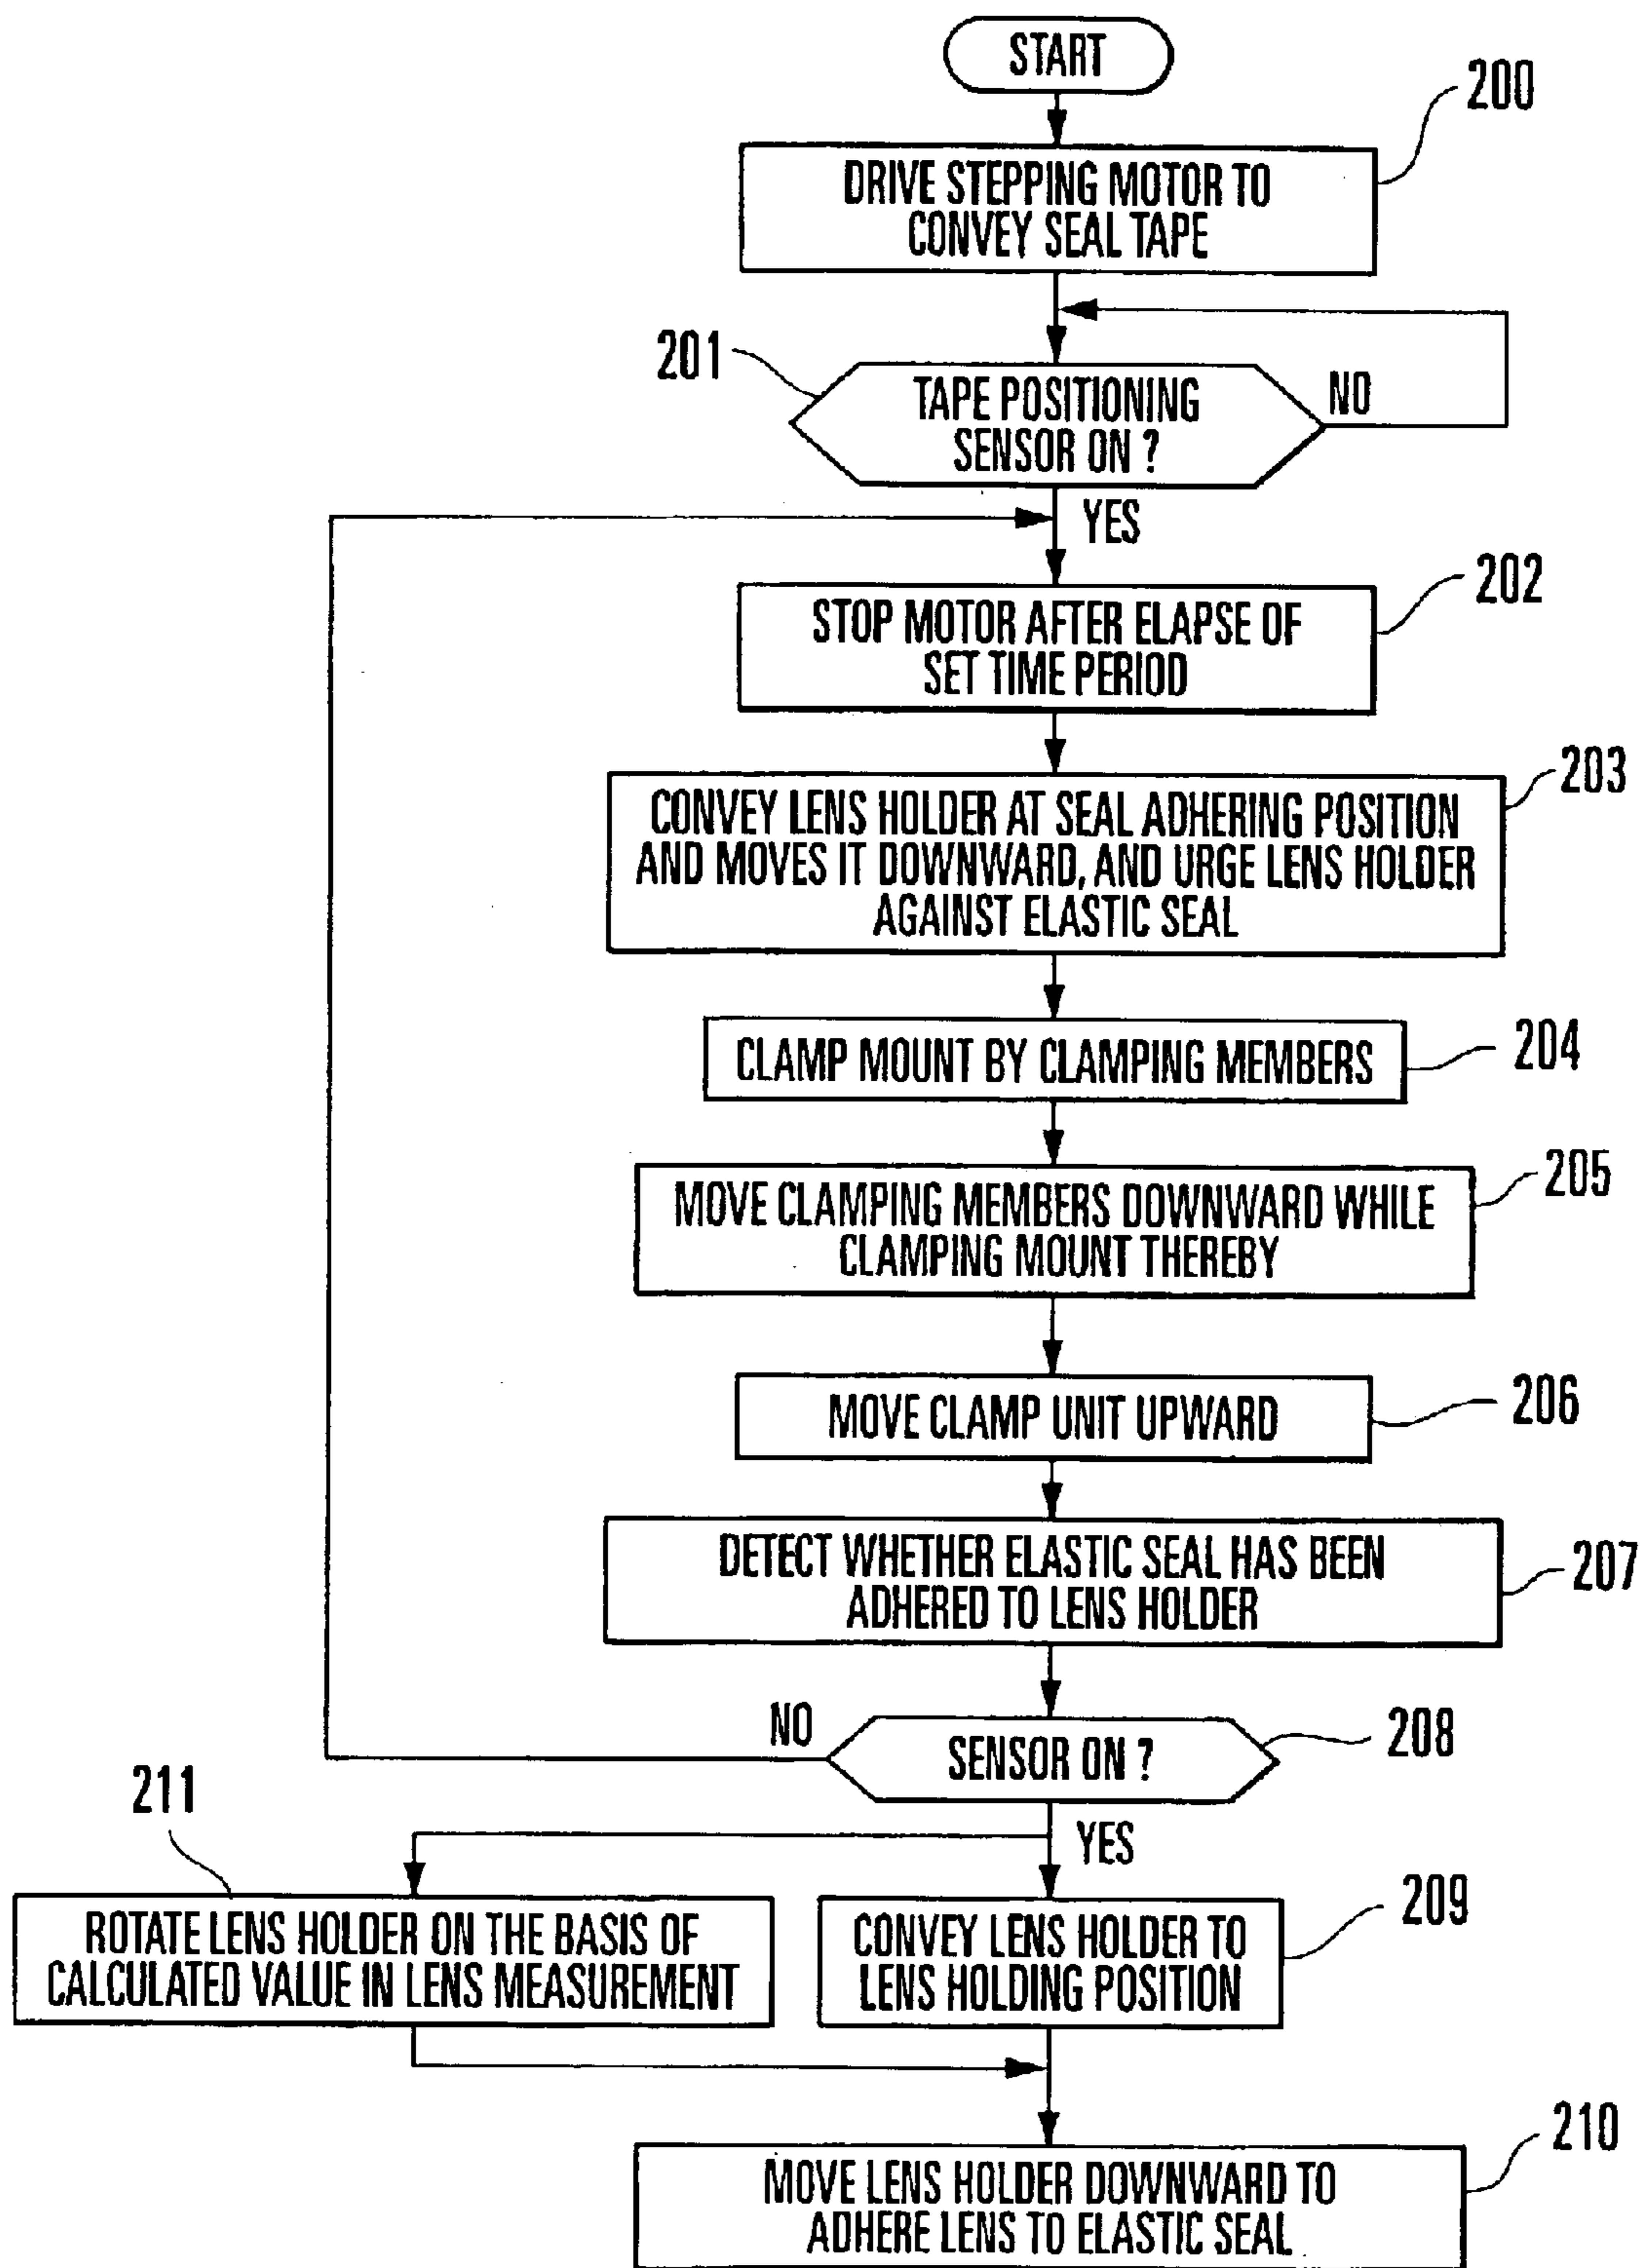 START
200
DRIVE STEPPING MOTOR TO
CONVEY SEAL TAPE
201
TAPE POSITIONING
SENSOR ON ?
NO
YES
202
STOP MOTOR AFTER ELAPSE OF
SET TIME PERIOD
203
CONVEY LENS HOLDER AT SEAL ADHERING POSITION
AND MOVES IT DOWNWARD, AND URGE LENS HOLDER
AGAINST ELASTIC SEAL
204
CLAMP MOUNT BY CLAMPING MEMBERS
205
MOVE CLAMPING MEMBERS DOWNWARD WHILE
CLAMPING MOUNT THEREBY
206
MOVE CLAMP UNIT UPWARD
207
DETECT WHETHER ELASTIC SEAL HAS BEEN
ADHERED TO LENS HOLDER
NO
208
SENSOR ON ?
YES
211
ROTATE LENS HOLDER ON THE BASIS OF
CALCULATED VALUE IN LENS MEASUREMENT
209
CONVEY LENS HOLDER TO
LENS HOLDING POSITION
210
MOVE LENS HOLDER DOWNWARD TO
ADHERE LENS TO ELASTIC SEAL